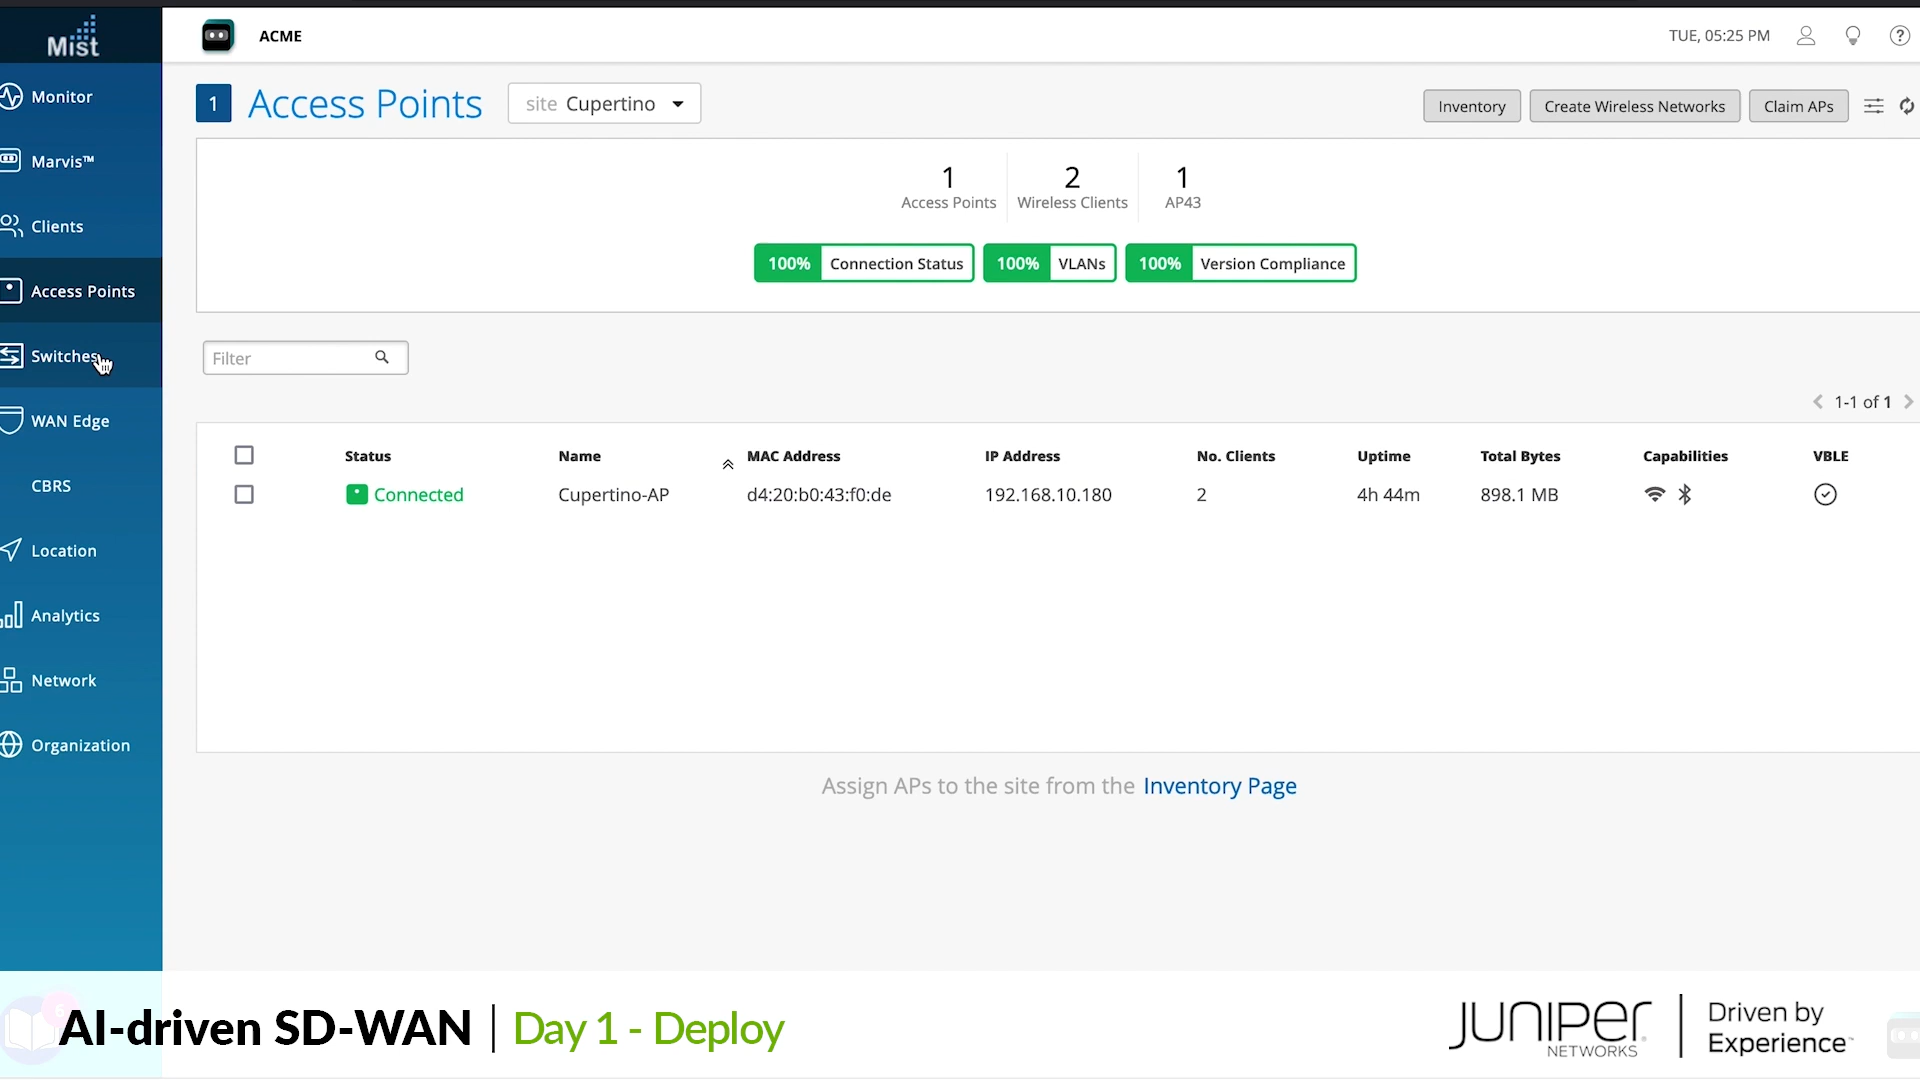 Mist
ACME
TUE, 05:25 PM
?
Monitor
Marvis™
Clients
Access Points
Switches
WAN Edge
CBRS
Location
Analytics
Network
Organization
1 Access Points site Cupertino
Inventory Create Wireless Networks Claim APs
1 2 1
Access Points Wireless Clients AP43
100% Connection Status 100% VLANs 100% Version Compliance
Filter
1-1 of 1
Status Name MAC Address IP Address No. Clients Uptime Total Bytes Capabilities VBLE
Connected Cupertino-AP d4:20:b0:43:f0:de 192.168.10.180 2 4h 44m 898.1 MB
Assign APs to the site from the Inventory Page
AI-driven SD-WAN | Day 1 - Deploy
JUNIPER
NETWORKS
Driven by
Experience™